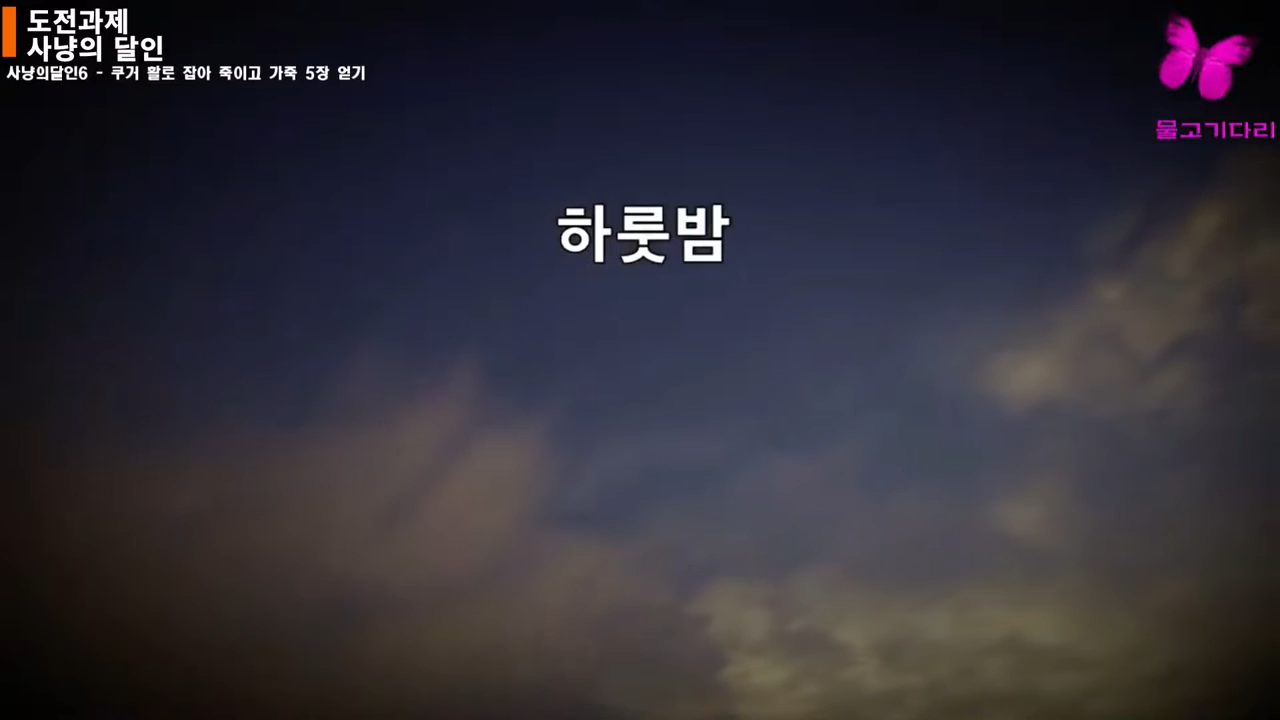 도전과제
사냥의 달인
사냥의달인6 - 쿠거 활로 잡아 죽이고 가죽 5장 얻기
물고기다리
하룻밤